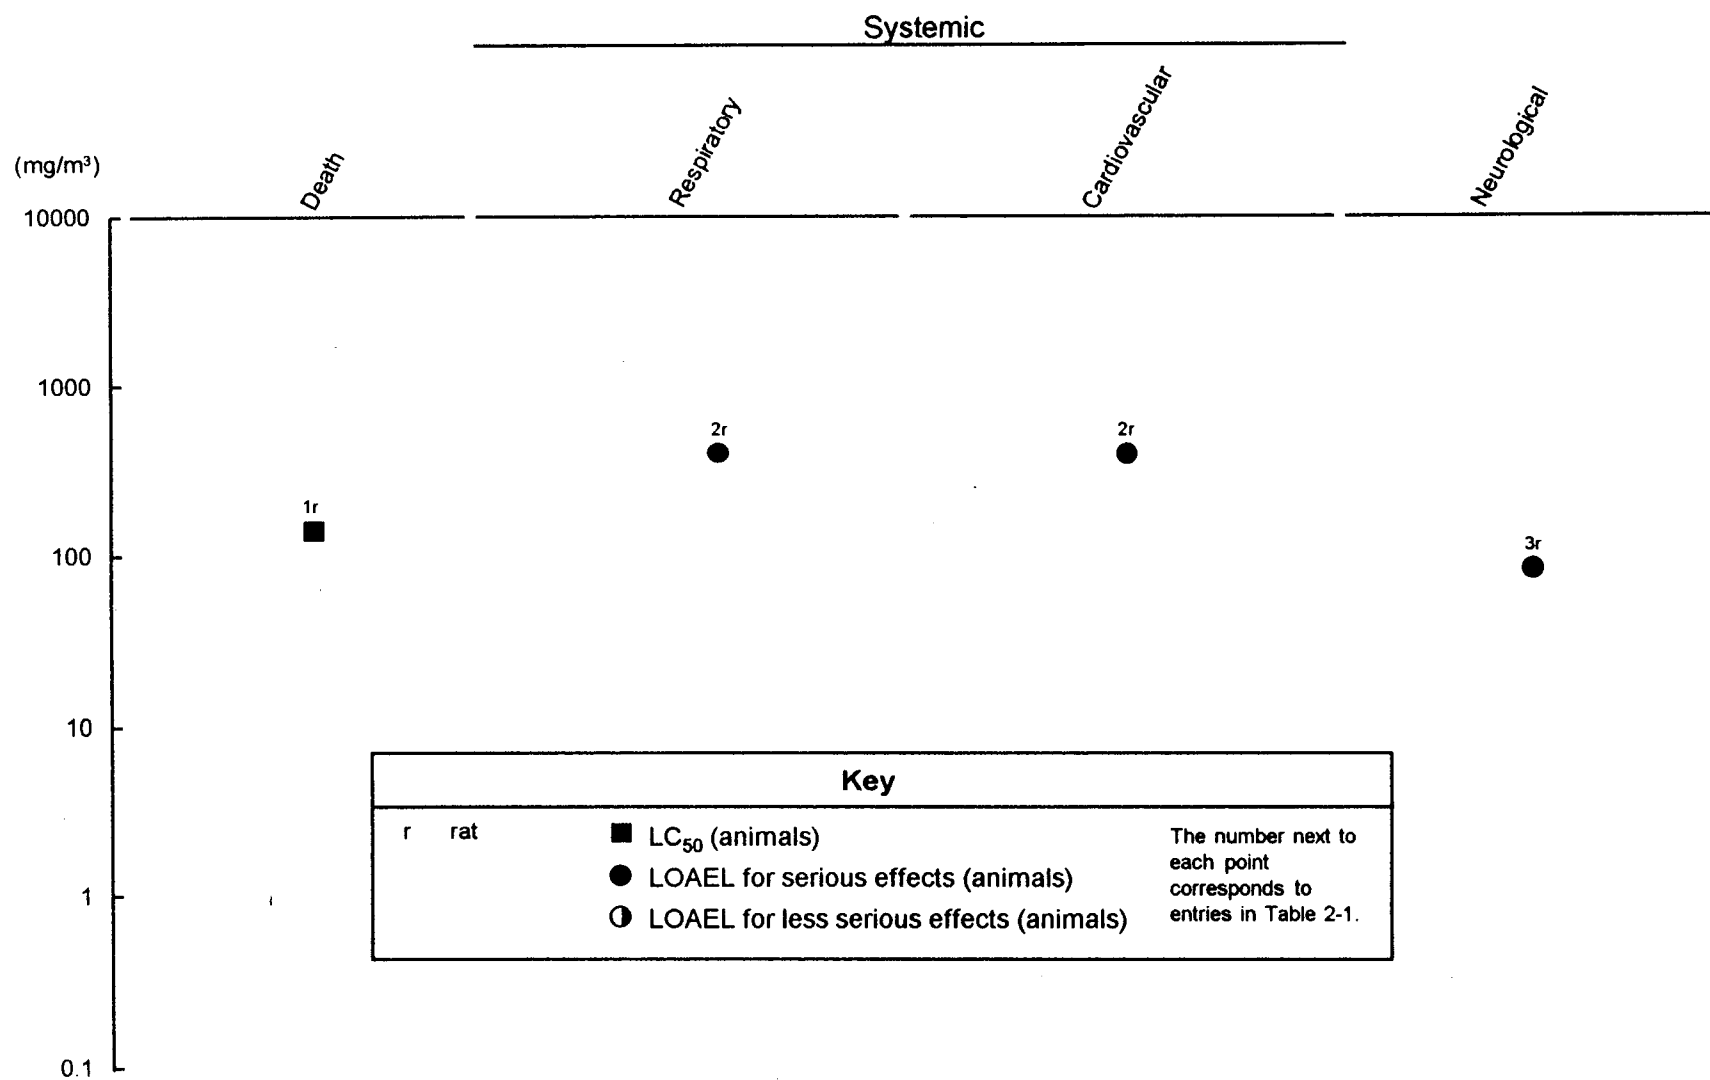 Systemic
(mg/m³)
Death
Respiratory
Cardiovascular
Neurological
10000
1000
2r
2r
1r
100
3r
10
Key
r rat
LC50 (animals)
LOAEL for serious effects (animals)
LOAEL for less serious effects (animals)
The number next to
each point
corresponds to
entries in Table 2-1.
1
0.1